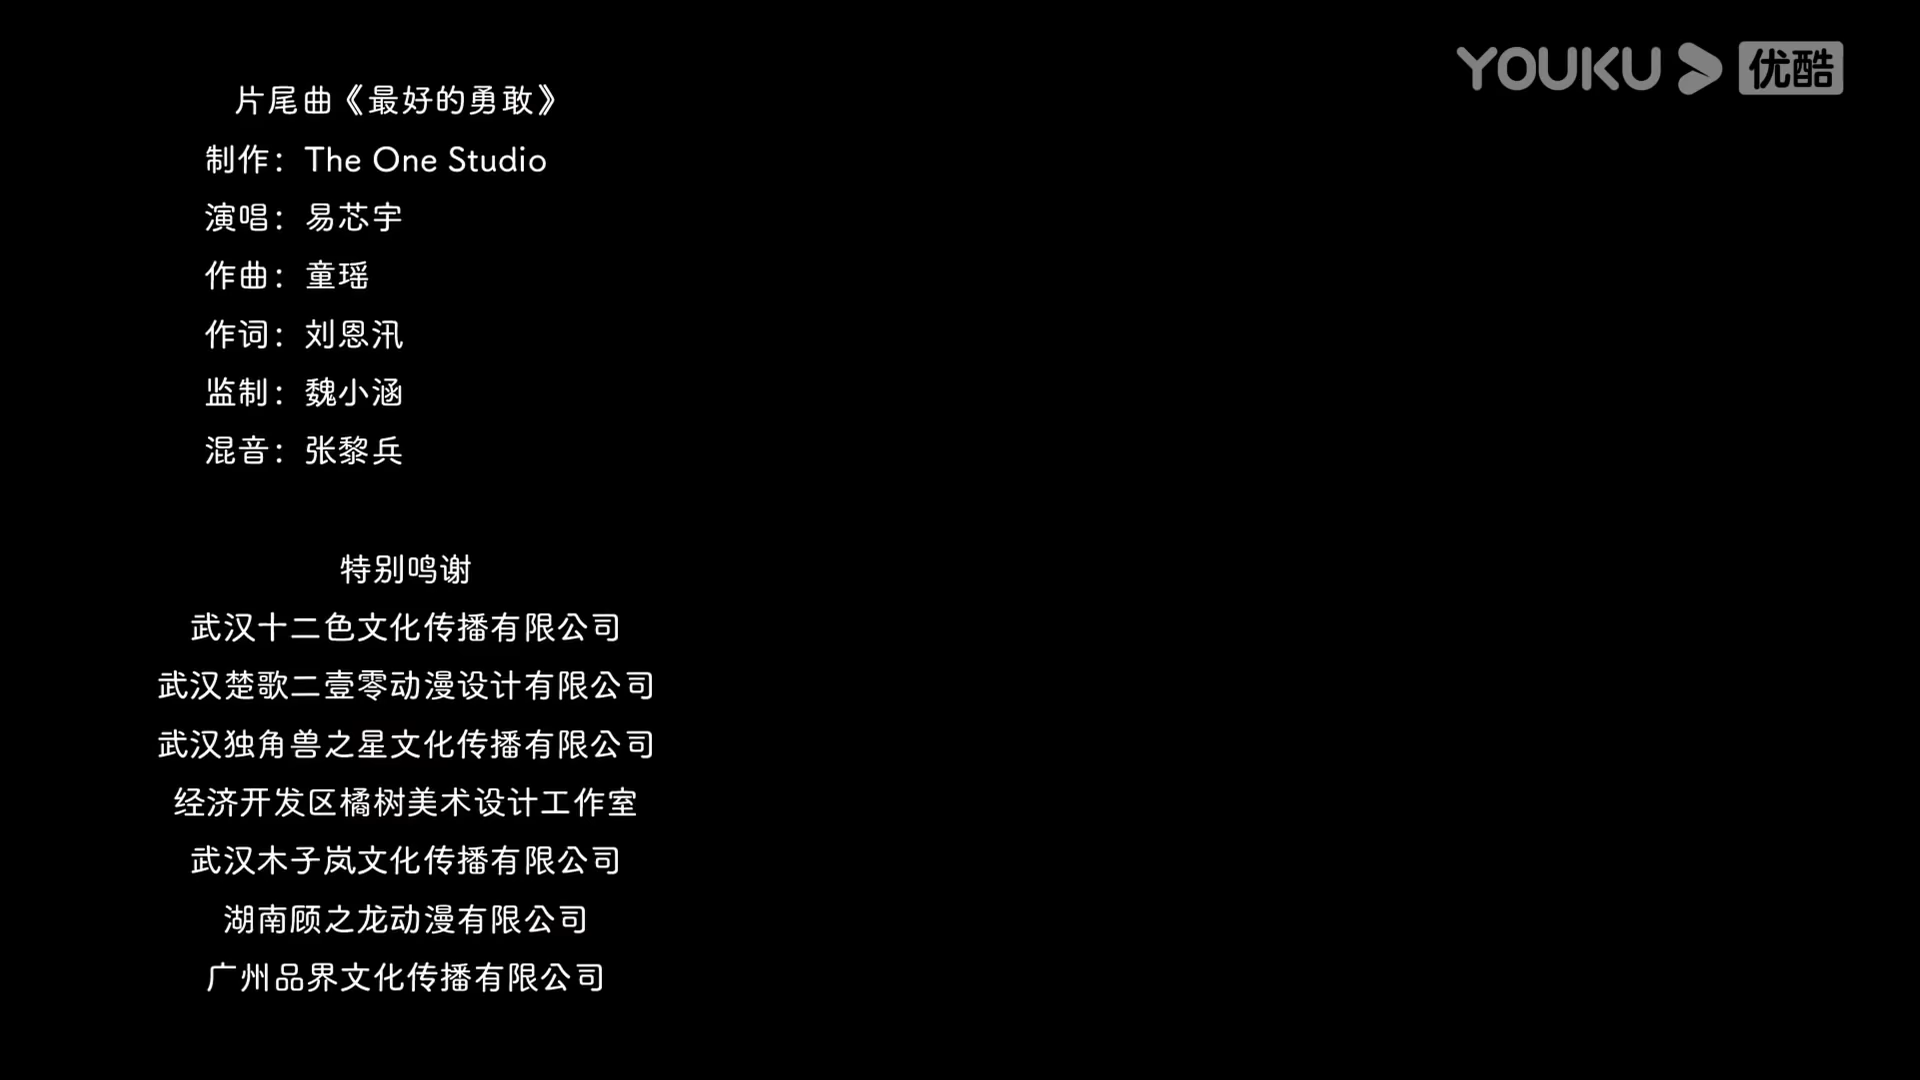 YOUKU 优酷
片尾曲《最好的勇敢》
制作：The One Studio
演唱：易芯宇
作曲：童瑶
作词：刘恩汛
监制：魏小涵
混音：张黎兵
特别鸣谢
武汉十二色文化传播有限公司
武汉楚歌二壹零动漫设计有限公司
武汉独角兽之星文化传播有限公司
经济开发区橘树美术设计工作室
武汉木子岚文化传播有限公司
湖南顾之龙动漫有限公司
广州品界文化传播有限公司